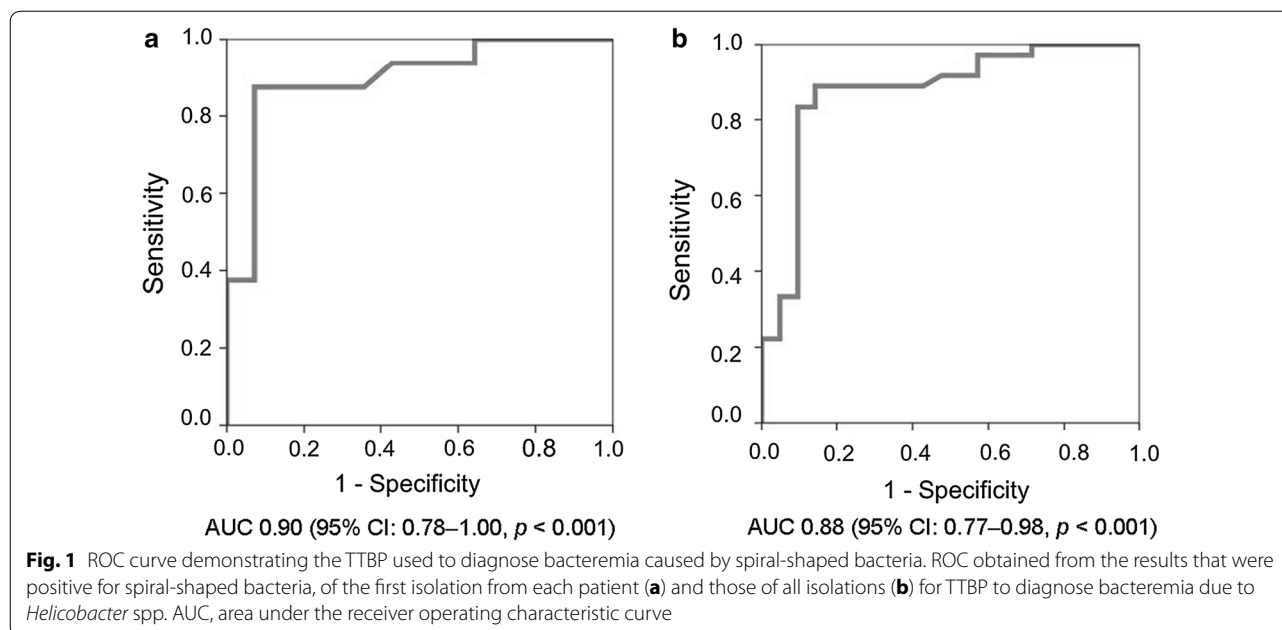 a
1.0
0.8
0.6
0.4
0.2
0.0
Sensitivity
0.0 0.2 0.4 0.6 0.8 1.0
1 - Specificity
AUC 0.90 (95% CI: 0.78–1.00, p < 0.001)
b
1.0
0.8
0.6
0.4
0.2
0.0
Sensitivity
0.0 0.2 0.4 0.6 0.8 1.0
1 - Specificity
AUC 0.88 (95% CI: 0.77–0.98, p < 0.001)
Fig. 1 ROC curve demonstrating the TTBP used to diagnose bacteremia caused by spiral-shaped bacteria. ROC obtained from the results that were
positive for spiral-shaped bacteria, of the first isolation from each patient (a) and those of all isolations (b) for TTBP to diagnose bacteremia due to
Helicobacter spp. AUC, area under the receiver operating characteristic curve